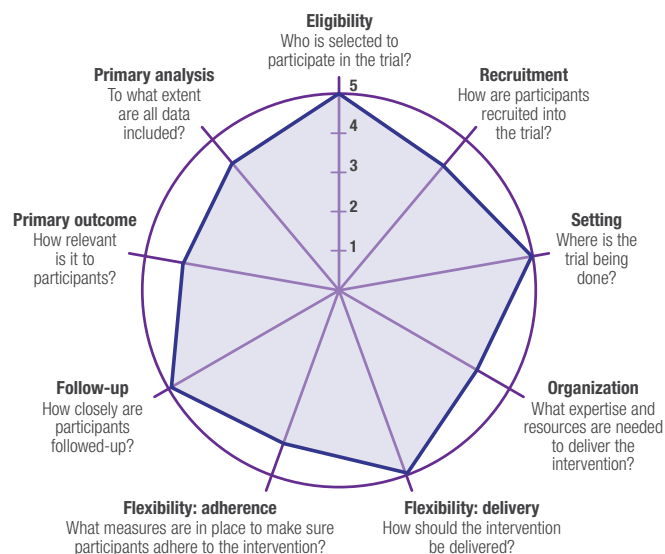 Eligibility
Who is selected to
participate in the trial?
Recruitment
How are participants
recruited into
the trial?
Setting
Where is the
trial being
done?
Organization
What expertise and
resources are needed
to deliver the
intervention?
Flexibility: delivery
How should the intervention
be delivered?
Flexibility: adherence
What measures are in place to make sure
participants adhere to the intervention?
Follow-up
How closely are
participants
followed-up?
Primary outcome
How relevant
is it to
participants?
Primary analysis
To what extent
are all data
included?
5
4
3
2
1